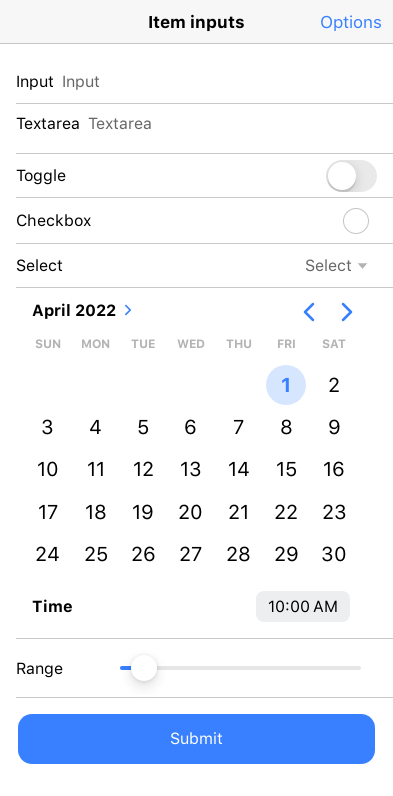 Item inputs Options
Input Input
Textarea Textarea
Toggle
Checkbox
Select Select
April 2022
SUN MON TUE WED THU FRI SAT
1 2
3 4 5 6 7 8 9
10 11 12 13 14 15 16
17 18 19 20 21 22 23
24 25 26 27 28 29 30
Time 10:00 AM
Range
Submit